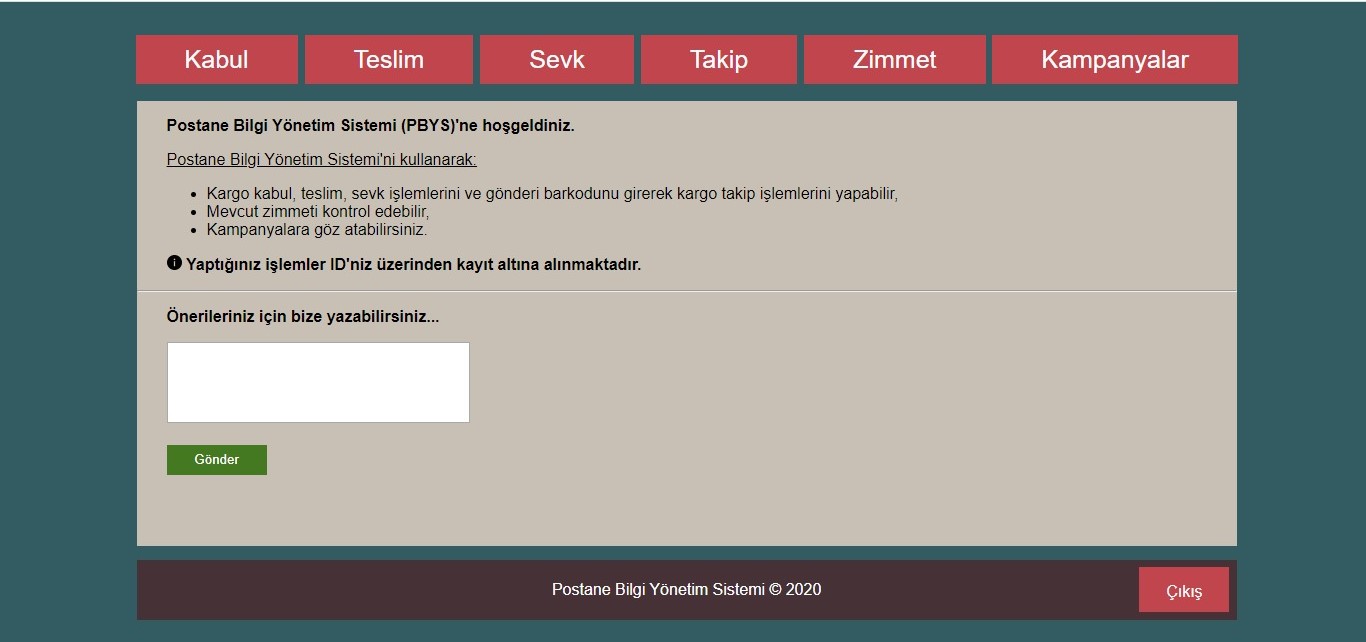 Kabul Teslim Sevk Takip Zimmet Kampanyalar
Postane Bilgi Yönetim Sistemi (PBYS)'ne hoşgeldiniz.
Postane Bilgi Yönetim Sistemi'ni kullanarak:
• Kargo kabul, teslim, sevk işlemlerini ve gönderi barkodunu girerek kargo takip işlemlerini yapabilir,
• Mevcut zimmeti kontrol edebilir,
• Kampanyalara göz atabilirsiniz.
Yaptığınız işlemler ID'niz üzerinden kayıt altına alınmaktadır.
Önerileriniz için bize yazabilirsiniz...
Gönder
Postane Bilgi Yönetim Sistemi © 2020
Çıkış